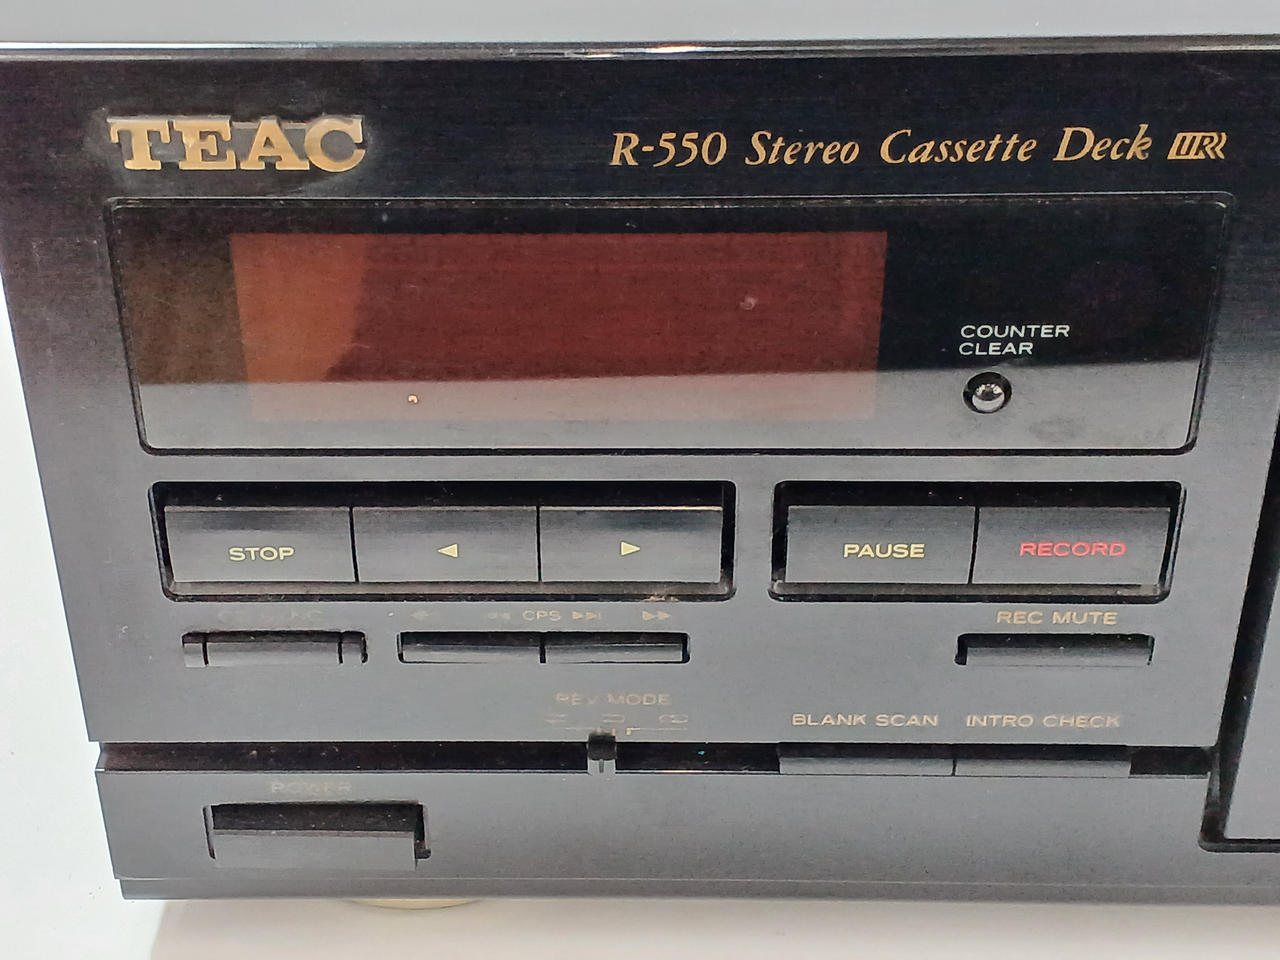 TEAC
R-550 Stereo Cassette Deck
COUNTER
CLEAR
STOP ◀ ▶ PAUSE RECORD
◀◀ CPS ▶▶ ▶▶
REC MUTE
REV MODE
BLANK SCAN INTRO CHECK
POWER